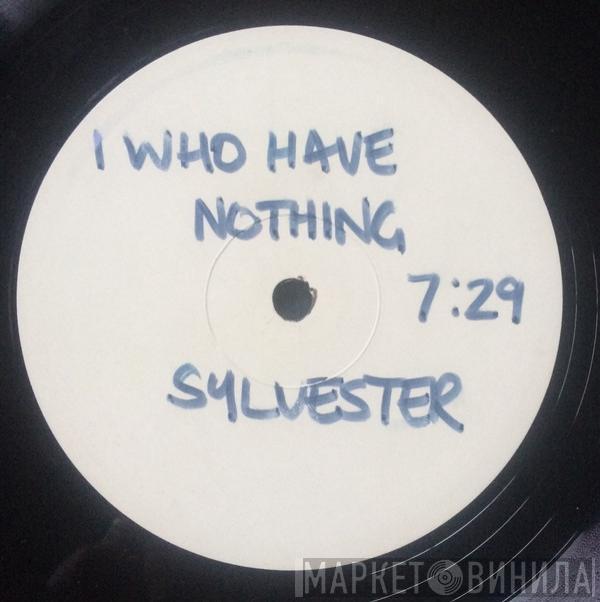 I WHO HAVE
NOTHING
7:29
SYLVESTER
МАРКЕТ ВИНИЛА